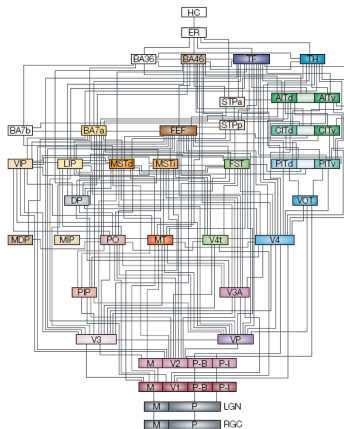 HC
ER
BA36 BA46 TF TH
STPa AITd AITv
BA7b BA7a FEF STPp CITd CITv
VIP LIP MSTd MSTl FST PITd PITv
DP VOT
MDP MIP PO MT V4t V4
PIP V3A
V3 VP
M V2 P-B P-I
M V1 P-B P-I
M P LGN
M P RGC